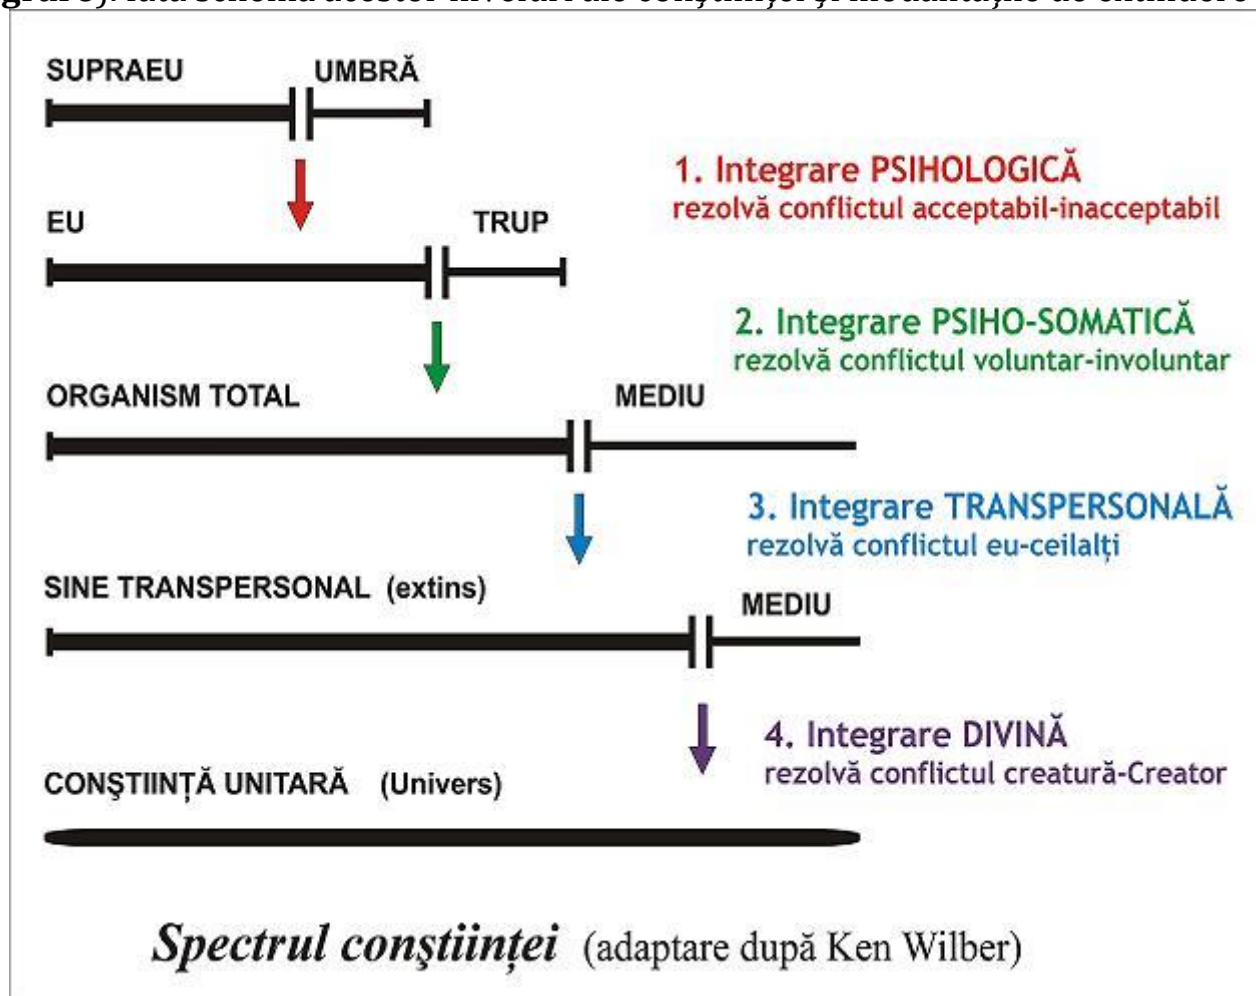 SUPRAEU UMBRĂ
1. Integrare PSIHOLOGICĂ
rezolvă conflictul acceptabil-inacceptabil
EU TRUP
2. Integrare PSIHO-SOMATICĂ
rezolvă conflictul voluntar-involuntar
ORGANISM TOTAL MEDIU
3. Integrare TRANSPERSONALĂ
rezolvă conflictul eu-ceilalți
SINE TRANSPERSONAL (extins)
MEDIU
4. Integrare DIVINĂ
rezolvă conflictul creatură-Creator
CONŞTIINȚĂ UNITARĂ (Univers)
Spectrul conştiinței (adaptare după Ken Wilber)